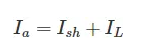 I_a = I_{sh} + I_L